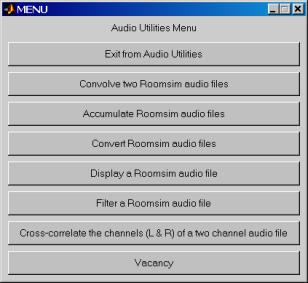 MENU
Audio Utilities Menu
Exit from Audio Utilities
Convolve two Roomsim audio files
Accumulate Roomsim audio files
Convert Roomsim audio files
Display a Roomsim audio file
Filter a Roomsim audio file
Cross-correlate the channels (L & R) of a two channel audio file
Vacancy